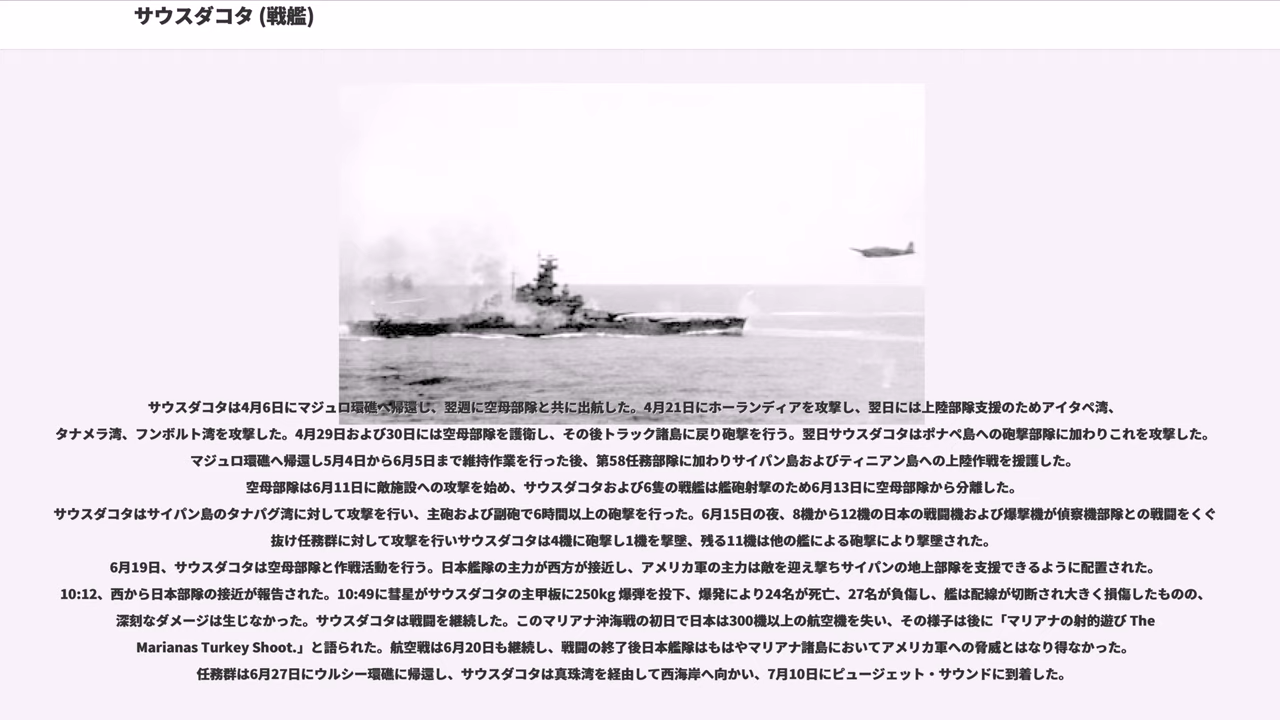 サウスダコタ (戦艦)
サウスダコタは4月6日にマジュロ環礁へ帰還し、翌週に空母部隊と共に出航した。4月21日にホーランディアを攻撃し、翌日には上陸部隊支援のためアイタペ湾、
タナメラ湾、フンボルト湾を攻撃した。4月29日および30日には空母部隊を護衛し、その後トラック諸島に戻り砲撃を行う。翌日サウスダコタはポナペ島への砲撃部隊に加わりこれを攻撃した。
マジュロ環礁へ帰還し5月4日から6月5日まで維持作業を行った後、第58任務部隊に加わりサイパン島およびティニアン島への上陸作戦を援護した。
空母部隊は6月11日に敵施設への攻撃を始め、サウスダコタおよび6隻の戦艦は艦砲射撃のため6月13日に空母部隊から分離した。
サウスダコタはサイパン島のタナパグ湾に対して攻撃を行い、主砲および副砲で6時間以上の砲撃を行った。6月15日の夜、8機から12機の日本の戦闘機および爆撃機が偵察機部隊との戦闘をくぐ
抜け任務群に対して攻撃を行いサウスダコタは4機に砲撃し1機を撃墜、残る11機は他の艦による砲撃により撃墜された。
6月19日、サウスダコタは空母部隊と作戦活動を行う。日本艦隊の主力が西方が接近し、アメリカ軍の主力は敵を迎え撃ちサイパンの地上部隊を支援できるように配置された。
10:12、西から日本部隊の接近が報告された。10:49に彗星がサウスダコタの主甲板に250kg 爆弾を投下、爆発により24名が死亡、27名が負傷し、艦は配線が切断され大きく損傷したものの、
深刻なダメージは生じなかった。サウスダコタは戦闘を継続した。このマリアナ沖海戦の初日で日本は300機以上の航空機を失い、その様子は後に「マリアナの射的遊び The
Marianas Turkey Shoot.」と語られた。航空戦は6月20日も継続し、戦闘の終了後日本艦隊はもはやマリアナ諸島においてアメリカ軍への脅威とはなり得なかった。
任務群は6月27日にウルシー環礁に帰還し、サウスダコタは真珠湾を経由して西海岸へ向かい、7月10日にピュージェット・サウンドに到着した。